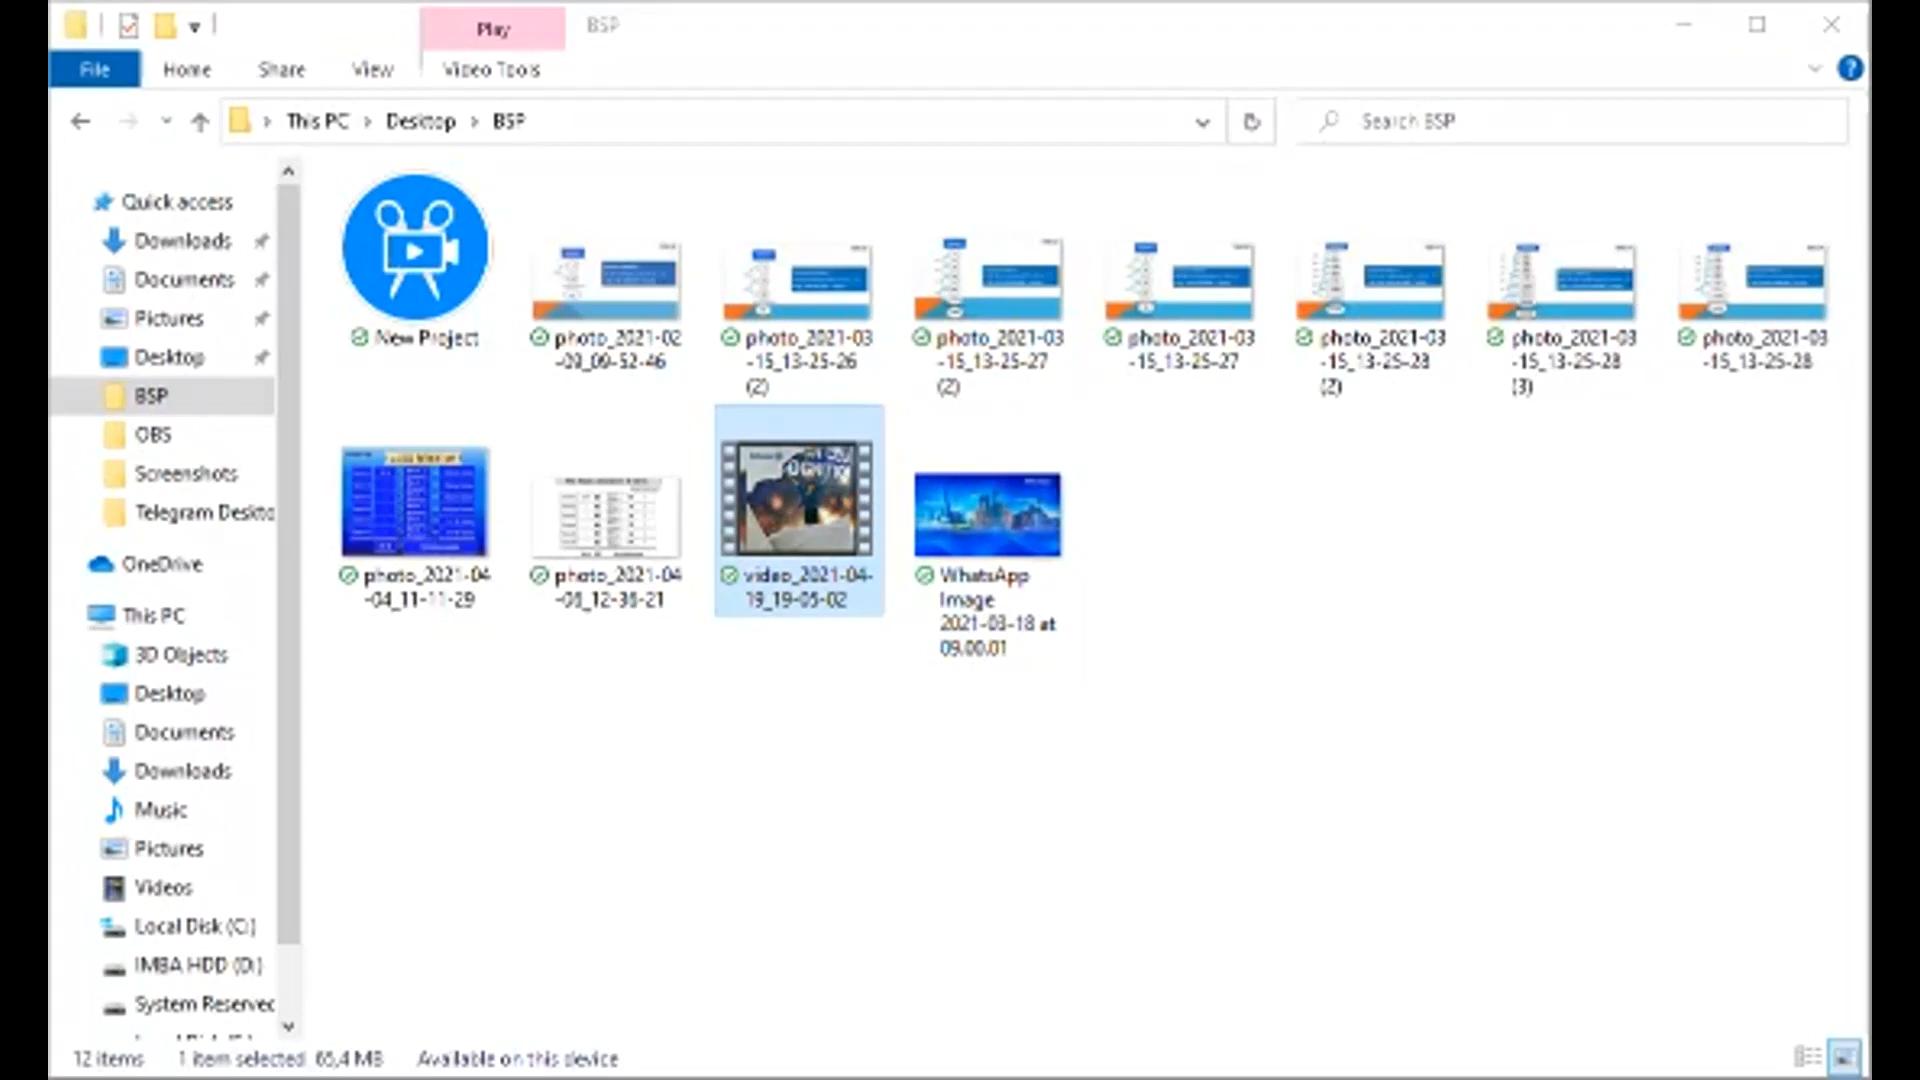 Play
BSP
File
Home
Share
View
Video Tools
This PC
Desktop
BSP
Search BSP
Quick access
Downloads
Documents
Pictures
Desktop
BSP
OBS
Screenshots
Telegram Deskto
OneDrive
This PC
3D Objects
Desktop
Documents
Downloads
Music
Pictures
Videos
Local Disk (C:)
IMBA HDD (D:)
System Reserved
New Project
photo_2021-02
-09_09-52-46
photo_2021-03
-15_13-25-26
(2)
photo_2021-03
-15_13-25-27
(2)
photo_2021-03
-15_13-25-27
photo_2021-03
-15_13-25-28
(2)
photo_2021-03
-15_13-25-28
(3)
photo_2021-03
-15_13-25-28
photo_2021-04
-04_11-11-29
photo_2021-04
-06_12-36-21
video_2021-04-
19_19-05-02
WhatsApp
Image
2021-03-18 at
09.00.01
12 items
1 item selected 65,4 MB
Available on this device